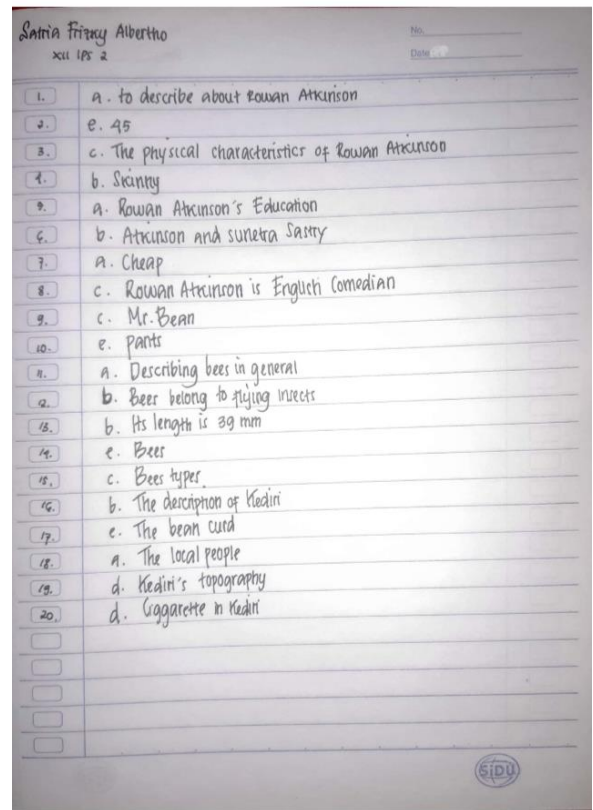 Satria Frizky Albertho
XII IPS 2
No.
Date
1. a. to describe about Rowan Atkinson
2. e. 45
3. c. The physical characteristics of Rowan Atkinson
4. b. Skinny
5. a. Rowan Atkinson's Education
6. b. Atkinson and sunetra Sastry
7. a. Cheap
8. c. Rowan Atkinson is English Comedian
9. c. Mr. Bean
10. e. pants
11. a. Describing bees in general
12. b. Bees belong to flying insects
13. b. Its length is 39 mm
14. e. Bees
15. c. Bees types.
16. b. The description of Kediri
17. e. The bean curd
18. a. The local people
19. d. Kediri's topography
20. d. Ciggarette in Kediri
SiDU